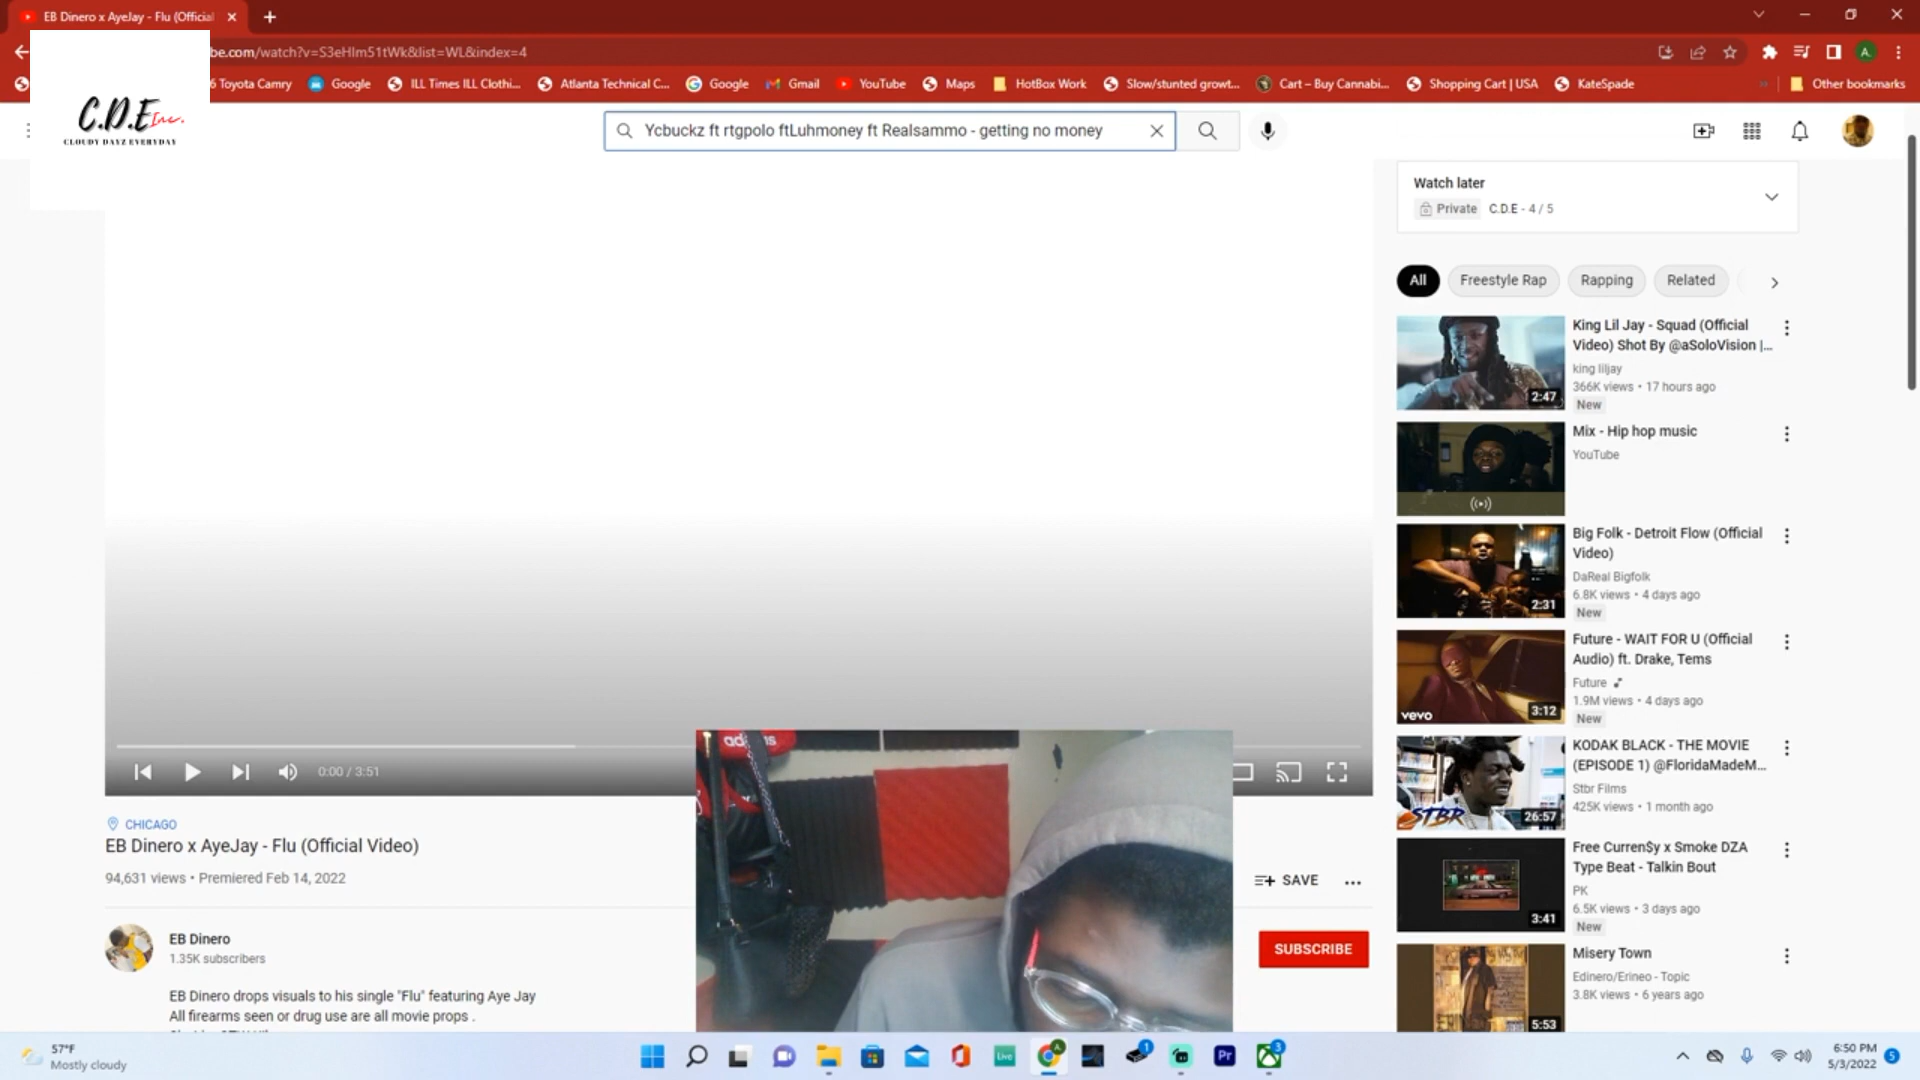 EB Dinero x AyeJay - Flu (Official
be.com/watch?v=S3eHIm51tWk&list=WL&index=4
6 Toyota Camry
Google
ILL Times ILL Clothi...
Atlanta Technical C...
Google
Gmail
YouTube
Maps
HotBox Work
Slow/stunted growt...
Cart – Buy Cannabi...
Shopping Cart | USA
KateSpade
Other bookmarks
C.D.E Inc.
CLOUDY DAYZ EVERYDAY
Ycbuckz ft rtgpolo ftLuhmoney ft Realsammo - getting no money
Watch later
Private C.D.E - 4 / 5
All
Freestyle Rap
Rapping
Related
King Lil Jay - Squad (Official
Video) Shot By @aSoloVision |...
king liljay
366K views • 17 hours ago
New
2:47
Mix - Hip hop music
YouTube
Big Folk - Detroit Flow (Official
Video)
DaReal Bigfolk
6.8K views • 4 days ago
New
2:31
Future - WAIT FOR U (Official
Audio) ft. Drake, Tems
Future
1.9M views • 4 days ago
New
vevo
3:12
KODAK BLACK - THE MOVIE
(EPISODE 1) @FloridaMadeM...
Stbr Films
425K views • 1 month ago
STBR
26:57
Free Curren$y x Smoke DZA
Type Beat - Talkin Bout
PK
6.5K views • 3 days ago
New
3:41
Misery Town
Edinero/Erineo - Topic
3.8K views • 6 years ago
5:53
0:00 / 3:51
CHICAGO
EB Dinero x AyeJay - Flu (Official Video)
94,631 views • Premiered Feb 14, 2022
SAVE
EB Dinero
1.35K subscribers
SUBSCRIBE
EB Dinero drops visuals to his single "Flu" featuring Aye Jay
All firearms seen or drug use are all movie props .
57°F
Mostly cloudy
Live
Pr
1
3
6:50 PM
5/3/2022
5